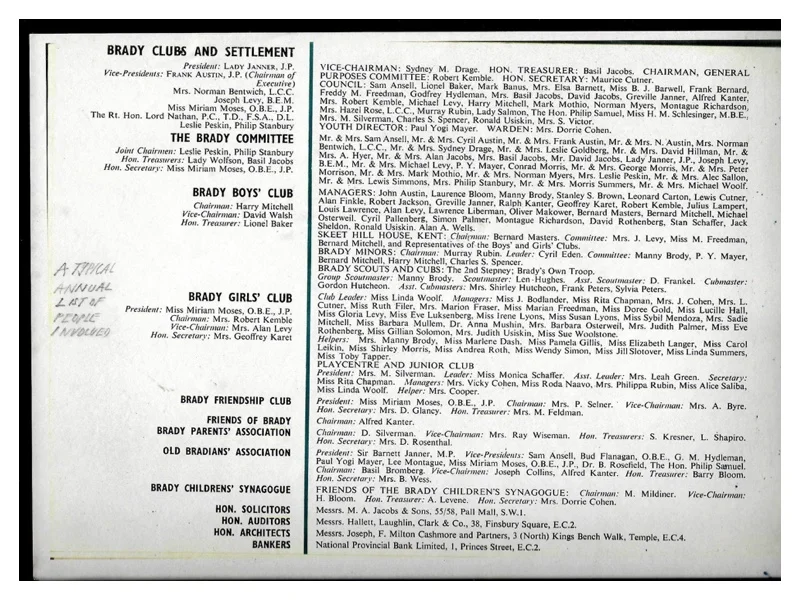 BRADY CLUBS AND SETTLEMENT
President: LADY JANNER, J.P.
Vice-Presidents: FRANK AUSTIN, J.P. (Chairman of
Executive)
Mrs. Norman Bentwich, L.C.C.
Joseph Levy, B.E.M.
Miss Miriam Moses, O.B.E., J.P.
The Rt. Hon. Lord Nathan, P.C., T.D., F.S.A., D.L.
Leslie Peskin, Philip Stanbury
VICE-CHAIRMAN; Sydney M. Drage. HON. TREASURER: Basil Jacobs. CHAIRMAN, GENERAL
PURPOSES COMMITTEE: Robert Kemble. HON. SECRETARY: Maurice Cutner.
COUNCIL: Sam Ansell, Lionel Baker, Mark Banus, Mrs. Elsa Barnett, Miss B. J. Barwell, Frank Bernard,
Freddy M. Freedman, Godfrey Hydleman, Mrs. Basil Jacobs, David Jacobs, Greville Janner, Alfred Kanter,
Mrs. Robert Kemble, Michael Levy, Harry Mitchell, Mark Mothio, Norman Myers, Montague Richardson,
Mrs. Hazel Rose, L.C.C., Murray Rubin, Lady Salmon, The Hon. Philip Samuel, Miss H. M. Schlesinger, M.B.E.,
Mrs. M. Silverman, Charles S. Spencer, Ronald Usiskin, Mrs. S. Victor.
YOUTH DIRECTOR: Paul Yogi Mayer. WARDEN: Mrs. Dorrie Cohen.
THE BRADY COMMITTEE
Joint Chairmen: Leslie Peskin, Philip Stanbury
Hon. Treasurers: Lady Wolfson, Basil Jacobs
Hon. Secretary: Miss Miriam Moses, O.B.E., J.P.
Mr. & Mrs. Sam Ansell, Mr. & Mrs. Cyril Austin, Mr. & Mrs. Frank Austin, Mr. & Mrs. N. Austin, Mrs. Norman
Bentwich, L.C.C., Mr. & Mrs. Sydney Drage, Mr. & Mrs. Leslie Goldberg, Mr. & Mrs. David Hillman, Mr. &
Mrs. A. Hyer, Mr. & Mrs. Alan Jacobs, Mrs. Basil Jacobs, Mr. David Jacobs, Lady Janner, J.P., Joseph Levy,
B.E.M., Mr. & Mrs. Michael Levy, P. Y. Mayer, Conrad Morris, Mr. & Mrs. George Morris, Mr. & Mrs. Peter
Morrison, Mr. & Mrs. Mark Mothio, Mr. & Mrs. Norman Myers, Mrs. Leslie Peskin, Mr. & Mrs. Alec Sallon,
Mr. & Mrs. Lewis Simmons, Mrs. Philip Stanbury, Mr. & Mrs. Morris Summers, Mr. & Mrs. Michael Woolf.
BRADY BOYS' CLUB
Chairman: Harry Mitchell
Vice-Chairman: David Walsh
Hon. Treasurer: Lionel Baker
MANAGERS: John Austin, Laurence Bloom, Manny Brody, Stanley S. Brown, Leonard Carton, Lewis Cutner,
Alan Finkle, Robert Jackson, Greville Janner, Ralph Kanter, Geoffrey Karet, Robert Kemble, Julius Lampert,
Louis Lawrence, Alan Levy, Lawrence Liberman, Oliver Makower, Bernard Masters, Bernard Mitchell, Michael
Osterweil, Cyril Pallenberg, Simon Palmer, Montague Richardson, David Rothenberg, Stan Schaffer, Jack
Sheldon, Ronald Usiskin, Alan A. Wells.
SKEET HILL HOUSE, KENT: Chairman: Bernard Masters. Committee: Mrs. J. Levy, Miss M. Freedman,
Bernard Mitchell, and Representatives of the Boys' and Girls' Clubs.
BRADY MINORS: Chairman: Murray Rubin. Leader: Cyril Eden. Committee: Manny Brody, P. Y. Mayer,
Bernard Mitchell, Harry Mitchell, Charles S. Spencer.
BRADY SCOUTS AND CUBS: The 2nd Stepney; Brady's Own Troop.
Group Scoutmaster: Manny Brody. Scoutmaster: Len Hughes. Asst. Scoutmaster: D. Frankel. Cubmaster:
Gordon Hutcheon. Asst. Cubmasters: Mrs. Shirley Hutcheon, Frank Peters, Sylvia Peters.
A TYPICAL
ANNUAL
LIST OF
PEOPLE
INVOLVED
BRADY GIRLS' CLUB
President: Miss Miriam Moses, O.B.E., J.P.
Chairman: Mrs. Robert Kemble
Vice-Chairman: Mrs. Alan Levy
Hon. Secretary: Mrs. Geoffrey Karet
Club Leader: Miss Linda Woolf. Managers: Miss J. Bodlander, Miss Rita Chapman, Mrs. J. Cohen, Mrs. L.
Cutner, Miss Ruth Filer, Mrs. Marion Fraser, Miss Marian Freedman, Miss Doree Gold, Miss Lucille Hall,
Miss Gloria Levy, Miss Eve Luksenberg, Miss Irene Lyons, Miss Susan Lyons, Miss Sybil Mendoza, Mrs. Sadie
Mitchell, Miss Barbara Mullem, Dr. Anna Mushin, Mrs. Barbara Osterweil, Mrs. Judith Palmer, Miss Eve
Rothenberg, Miss Gillian Solomon, Mrs. Judith Usiskin, Miss Sue Woolstone.
Helpers: Mrs. Manny Brody, Miss Marlene Dash, Miss Pamela Gillis, Miss Elizabeth Langer, Miss Carol
Leikin, Miss Shirley Morris, Miss Andrea Roth, Miss Wendy Simon, Miss Jill Slotover, Miss Linda Summers,
Miss Toby Tapper.
PLAYCENTRE AND JUNIOR CLUB
President: Mrs. M. Silverman. Leader: Miss Monica Schaffer. Asst. Leader: Mrs. Leah Green. Secretary:
Miss Rita Chapman. Managers: Mrs. Vicky Cohen, Miss Roda Naavo, Mrs. Philippa Rubin, Miss Alice Saliba,
Miss Linda Woolf. Helper: Mrs. Cooper.
BRADY FRIENDSHIP CLUB
President: Miss Miriam Moses, O.B.E., J.P. Chairman: Mrs. P. Selner. Vice-Chairman: Mrs. A. Byre.
Hon. Secretary: Mrs. D. Glancy. Hon. Treasurer: Mrs. M. Feldman.
FRIENDS OF BRADY
Chairman: Alfred Kanter.
BRADY PARENTS' ASSOCIATION
Chairman: D. Silverman. Vice-Chairman: Mrs. Ray Wiseman. Hon. Treasurers: S. Kresner, L. Shapiro.
Hon. Secretary: Mrs. D. Rosenthal.
OLD BRADIANS' ASSOCIATION
President: Sir Barnett Janner, M.P. Vice-Presidents: Sam Ansell, Bud Flanagan, O.B.E., G. M. Hydleman,
Paul Yogi Mayer, Lee Montague, Miss Miriam Moses, O.B.E., J.P., Dr. B. Rosefield, The Hon. Philip Samuel.
Chairman: Basil Bromberg. Vice-Chairmen: Joseph Collins, Alfred Kanter. Hon. Treasurer: Barry Bloom.
Hon. Secretary: Mrs. B. Wess.
BRADY CHILDRENS' SYNAGOGUE
FRIENDS OF THE BRADY CHILDREN'S SYNAGOGUE: Chairman: M. Mildiner. Vice-Chairman:
H. Bloom. Hon. Treasurer: A. Levene. Hon. Secretary: Mrs. Dorrie Cohen.
HON. SOLICITORS
Messrs. M. A. Jacobs & Sons, 55/58, Pall Mall, S.W.1.
HON. AUDITORS
Messrs. Hallett, Laughlin, Clark & Co., 38, Finsbury Square, E.C.2.
HON. ARCHITECTS
Messrs. Joseph, F. Milton Cashmore and Partners, 3 (North) Kings Bench Walk, Temple, E.C.4.
BANKERS
National Provincial Bank Limited, 1, Princes Street, E.C.2.